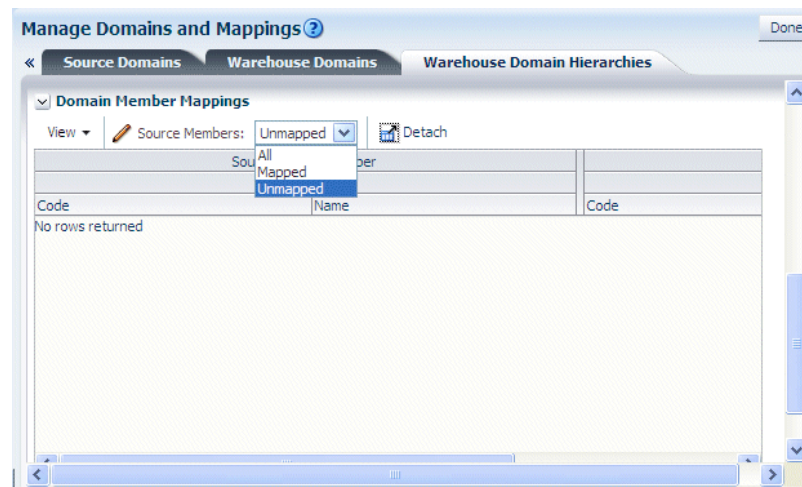 Manage Domains and Mappings ?
Done
« Source Domains Warehouse Domains Warehouse Domain Hierarchies
Domain Member Mappings
View Source Members: Unmapped Detach
All
Mapped
Unmapped
Code Name Code
No rows returned